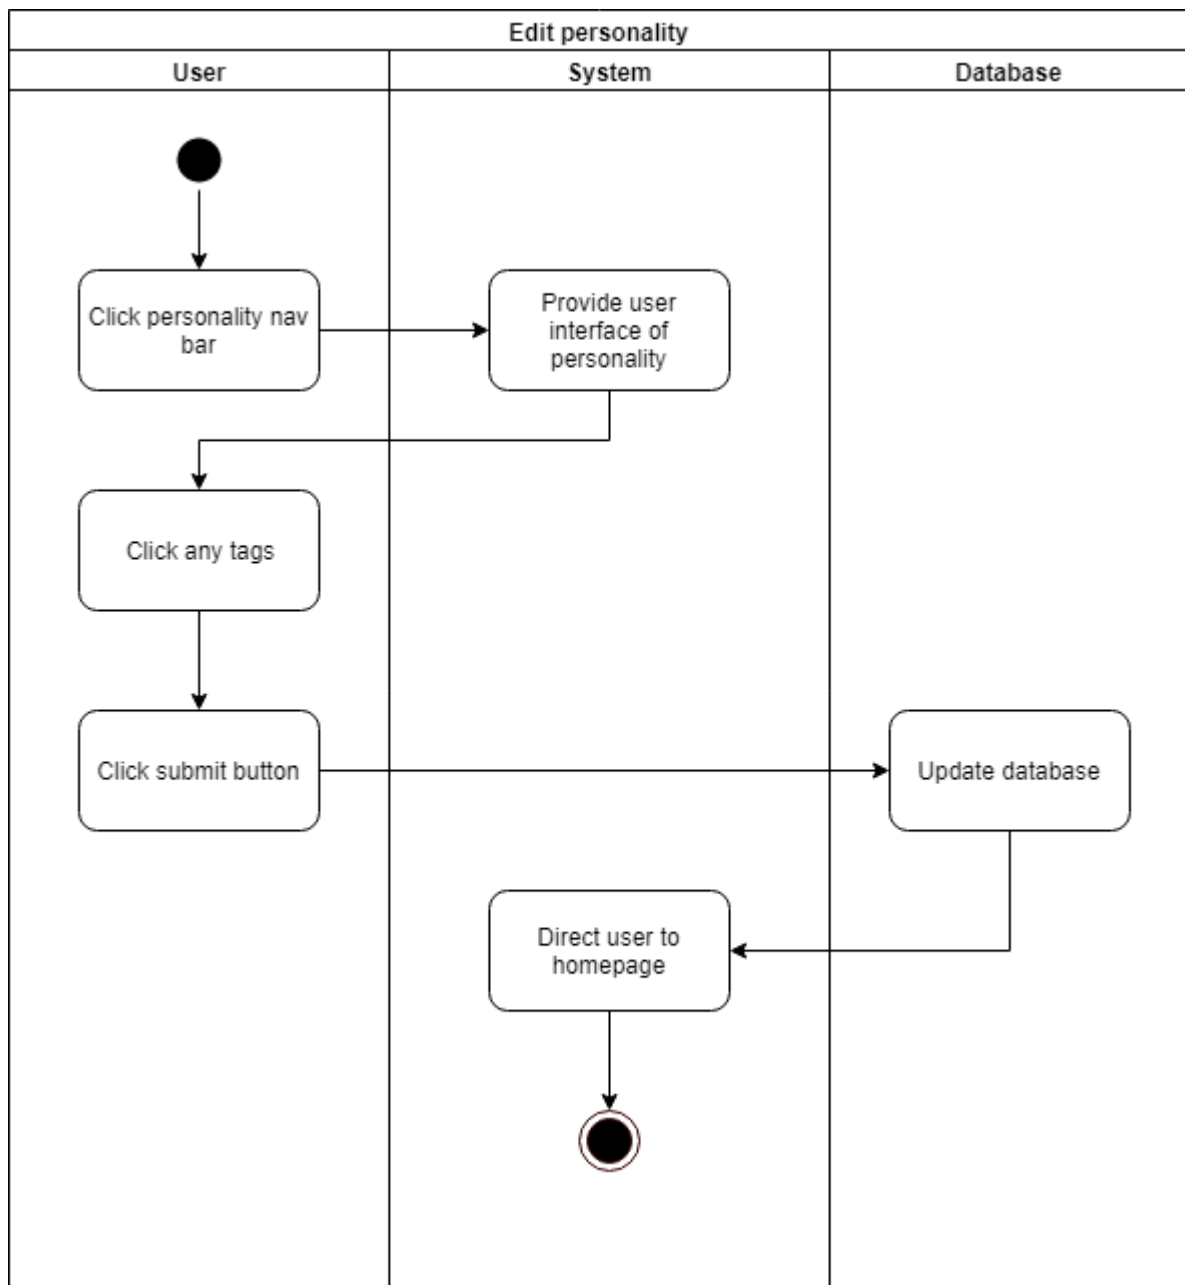 Edit personality
User
System
Database
Click personality nav
bar
Provide user
interface of
personality
Click any tags
Click submit button
Update database
Direct user to
homepage